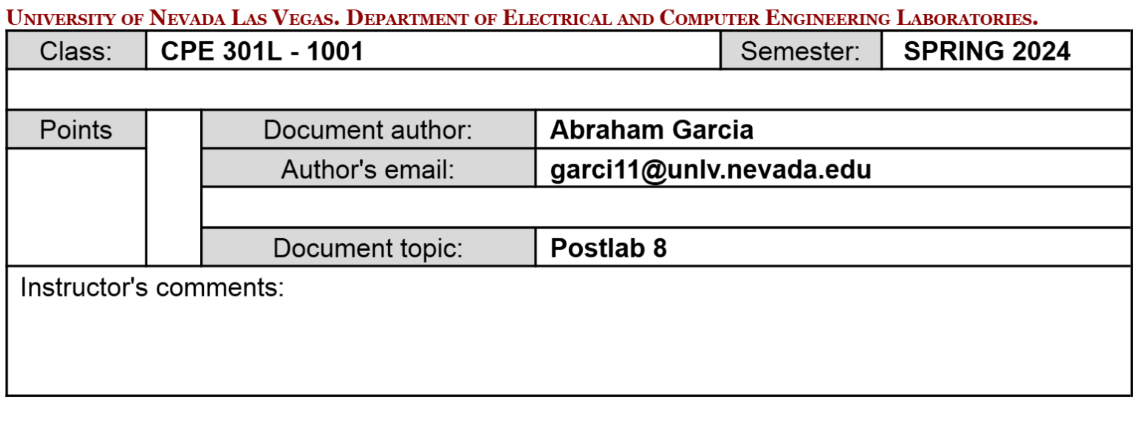 UNIVERSITY OF NEVADA LAS VEGAS. DEPARTMENT OF ELECTRICAL AND COMPUTER ENGINEERING LABORATORIES.
Class: CPE 301L - 1001 Semester: SPRING 2024
Points Document author: Abraham Garcia
Author's email: garci11@unlv.nevada.edu
Document topic: Postlab 8
Instructor's comments: